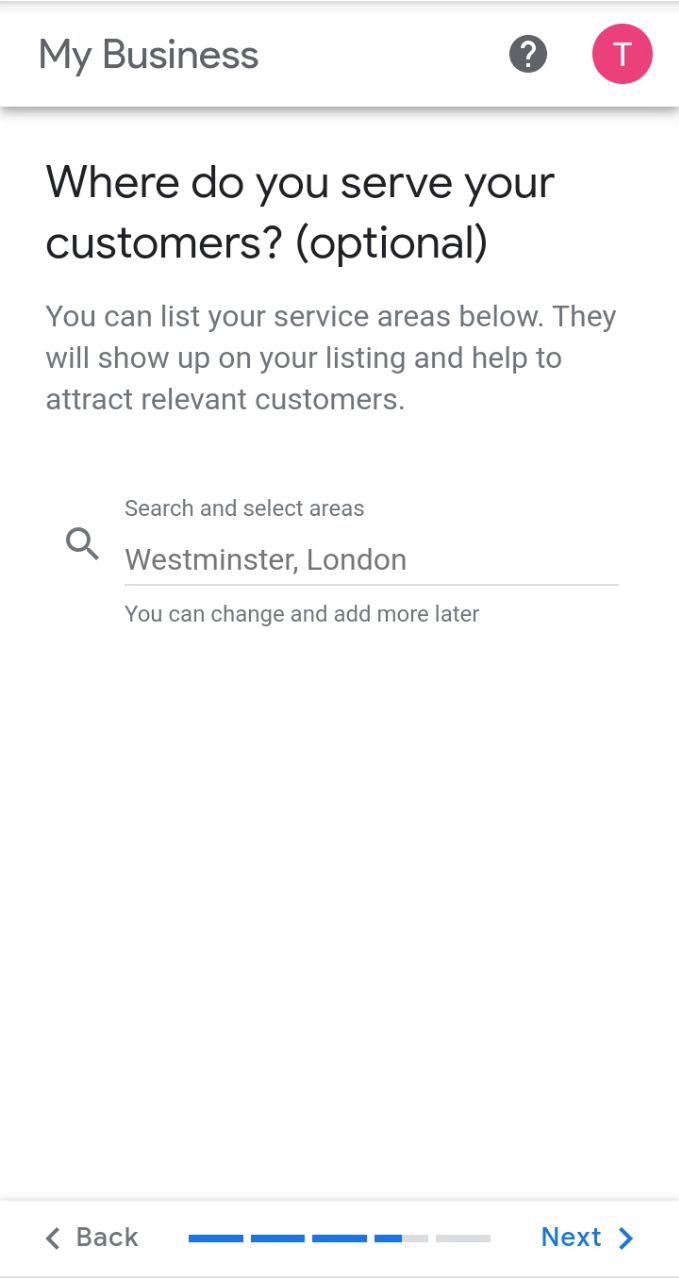 My Business
?
T
Where do you serve your
customers? (optional)
You can list your service areas below. They
will show up on your listing and help to
attract relevant customers.
Search and select areas
Westminster, London
You can change and add more later
Back
Next